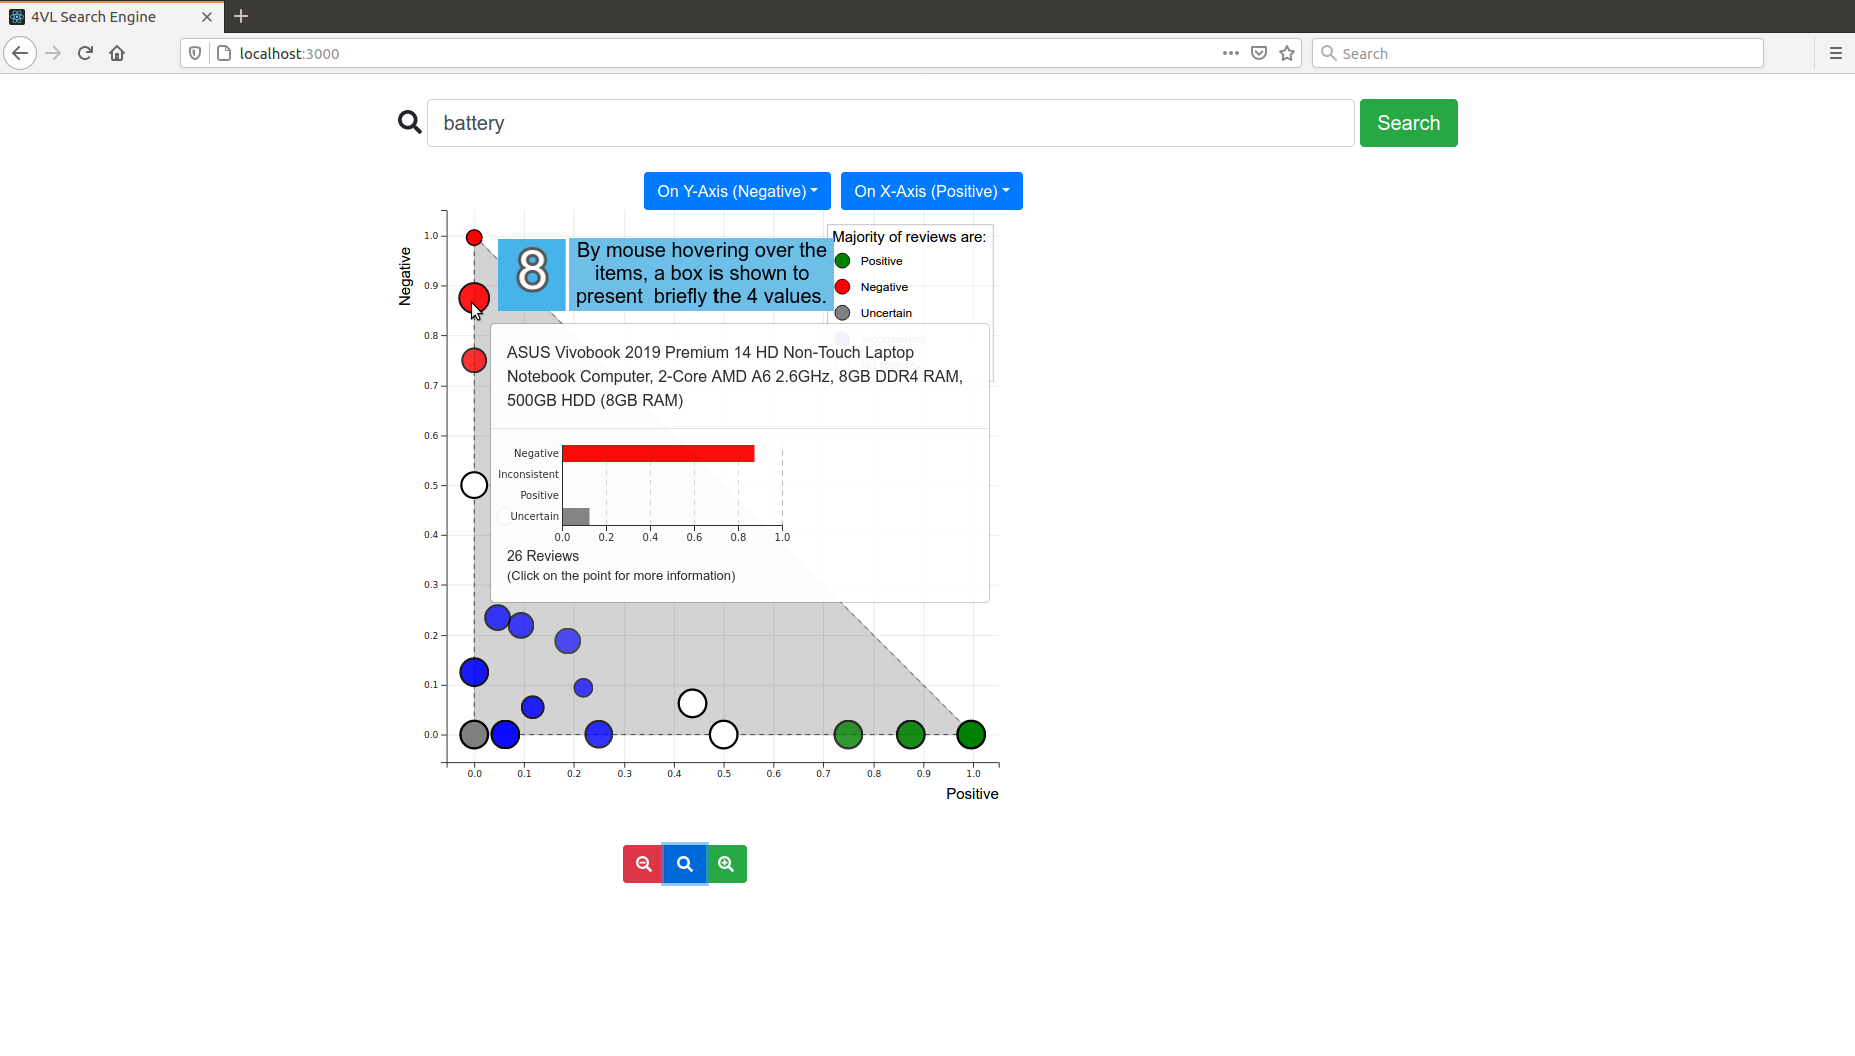 4VL Search Engine
localhost:3000
Search
battery
Search
On Y-Axis (Negative)
On X-Axis (Positive)
Negative
1.0
0.9
0.8
0.7
0.6
0.5
0.4
0.3
0.2
0.1
0.0
8
By mouse hovering over the
items, a box is shown to
present briefly the 4 values.
Majority of reviews are:
Positive
Negative
Uncertain
Inconsistent
ASUS Vivobook 2019 Premium 14 HD Non-Touch Laptop
Notebook Computer, 2-Core AMD A6 2.6GHz, 8GB DDR4 RAM,
500GB HDD (8GB RAM)
Negative
Inconsistent
Positive
Uncertain
0.0 0.2 0.4 0.6 0.8 1.0
26 Reviews
(Click on the point for more information)
0.0 0.1 0.2 0.3 0.4 0.5 0.6 0.7 0.8 0.9 1.0
Positive